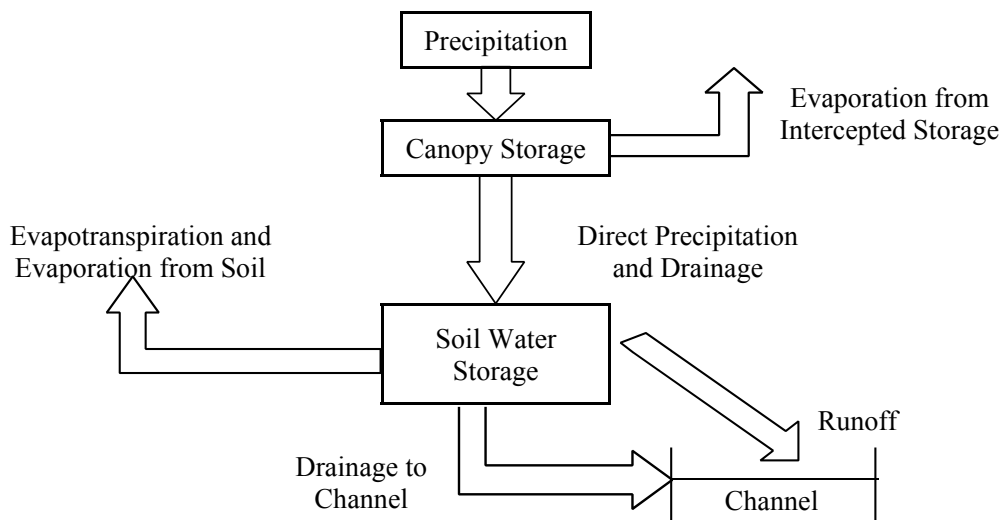 Precipitation
Evaporation from
Intercepted Storage
Canopy Storage
Evapotranspiration and
Evaporation from Soil
Direct Precipitation
and Drainage
Soil Water
Storage
Runoff
Drainage to
Channel
Channel